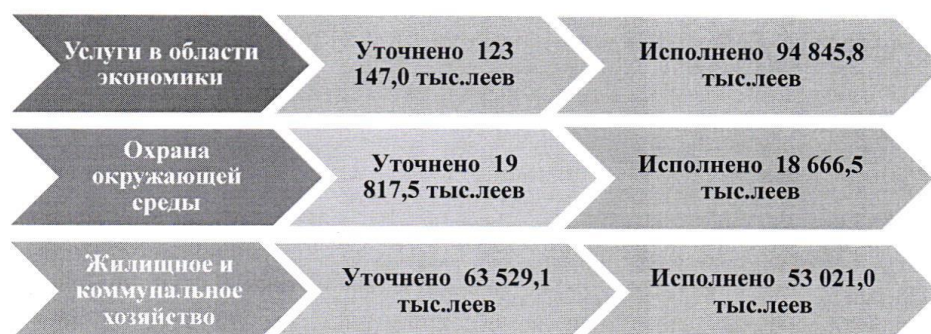 Услуги в области
экономики
Уточнено 123
147,0 тыс.леев
Исполнено 94 845,8
тыс.леев
Охрана
окружающей
среды
Уточнено 19
817,5 тыс.леев
Исполнено 18 666,5
тыс.леев
Жилищное и
коммунальное
хозяйство
Уточнено 63 529,1
тыс.леев
Исполнено 53 021,0
тыс.леев